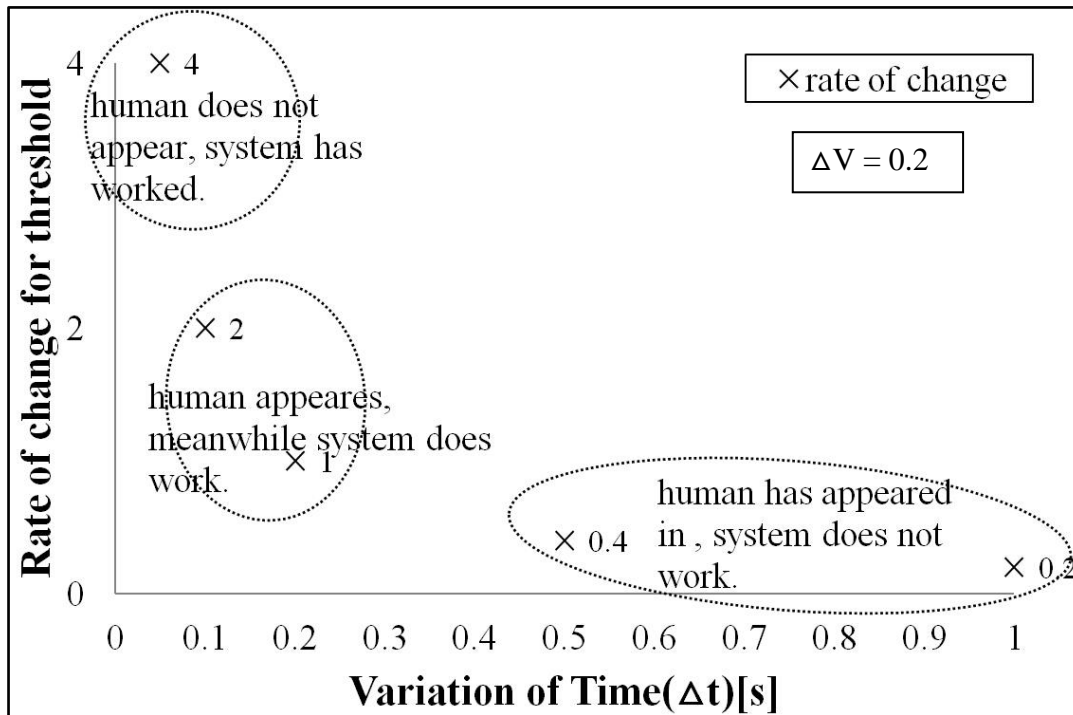 Rate of change for threshold
4
2
0
× 4
human does not
appear, system has
worked.
× rate of change
△V = 0.2
× 2
human appeares,
meanwhile system does
× 1
work.
× 0.4
human has appeared
in , system does not
work.
× 0.2
0 0.1 0.2 0.3 0.4 0.5 0.6 0.7 0.8 0.9 1
Variation of Time(△t)[s]